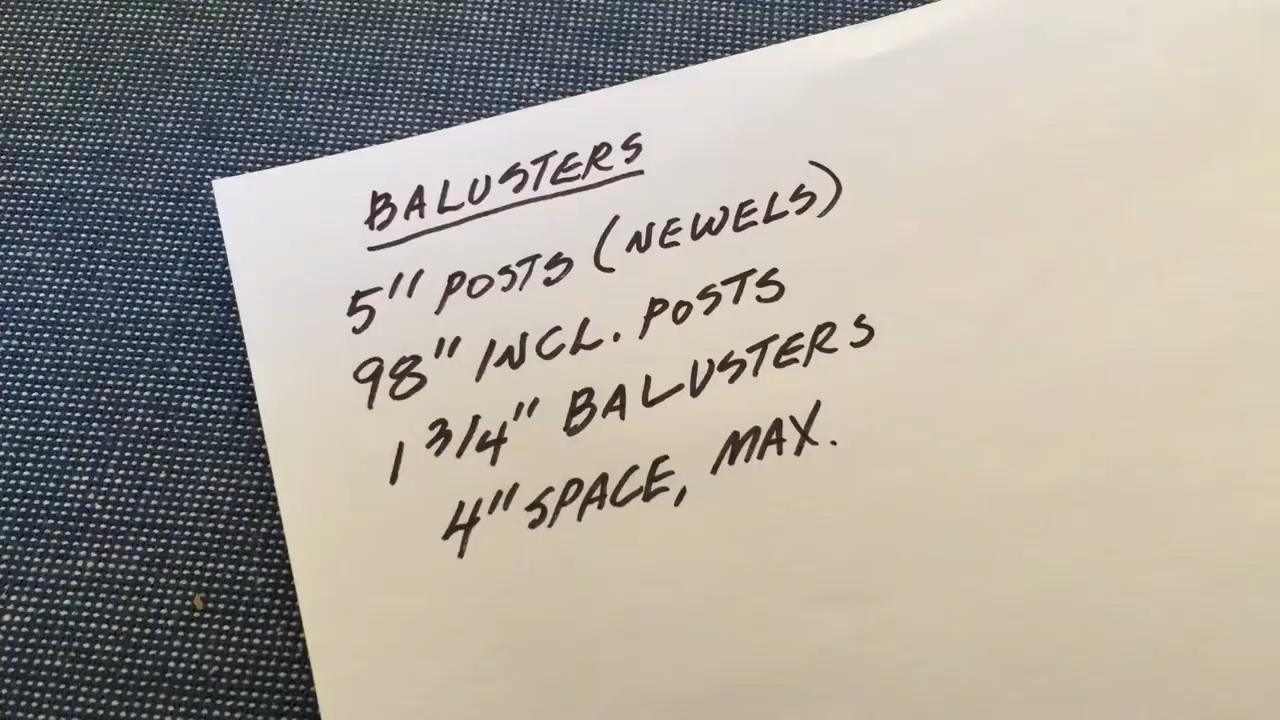 BALUSTERS
5" POSTS (NEWELS)
98" INCL. POSTS
1 3/4" BALUSTERS
4" SPACE, MAX.